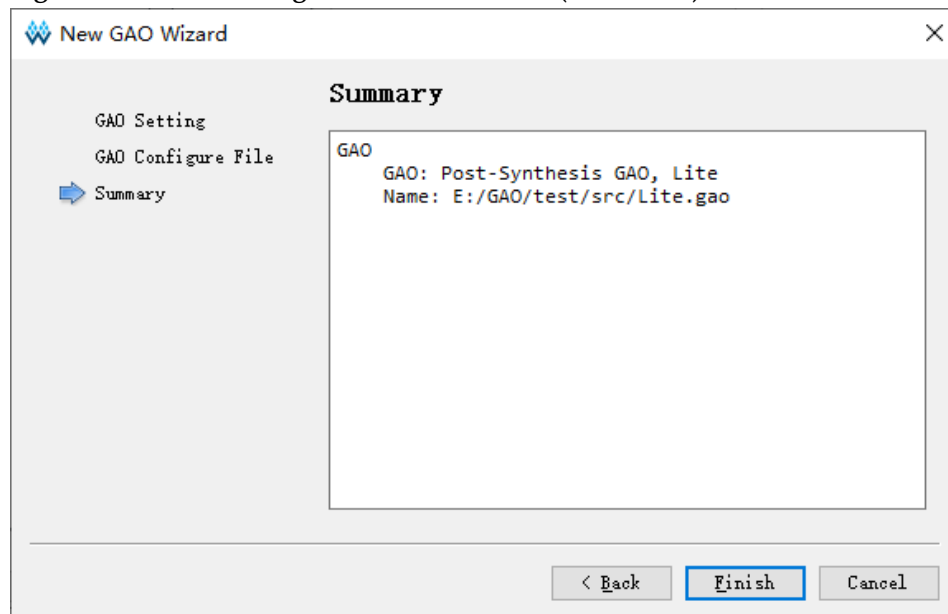 New GAO Wizard
GAO Setting
GAO Configure File
Summary
Summary
GAO
GAO: Post-Synthesis GAO, Lite
Name: E:/GAO/test/src/Lite.gao
< Back
Finish
Cancel